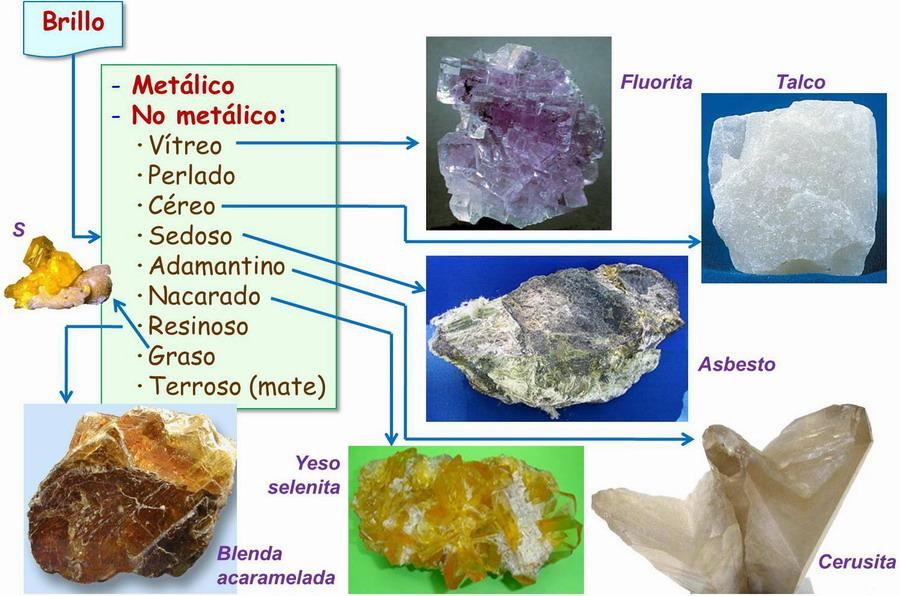 Brillo
- Metálico
- No metálico:
· Vítreo
· Perlado
· Céreo
· Sedoso
· Adamantino
· Nacarado
· Resinoso
· Graso
· Terroso (mate)
Fluorita
Talco
S
Asbesto
Yeso
selenita
Blenda
acaramelada
Cerusita